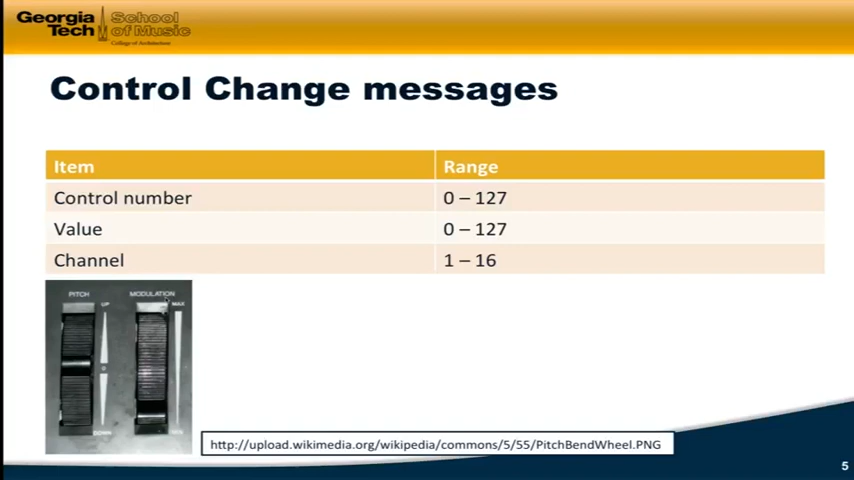 Georgia Tech
School of Music
College of Architecture
Control Change messages
Item Range
Control number 0 – 127
Value 0 – 127
Channel 1 – 16
PITCH MODULATION
UP MAX
0
DOWN MIN
http://upload.wikimedia.org/wikipedia/commons/5/55/PitchBendWheel.PNG
5